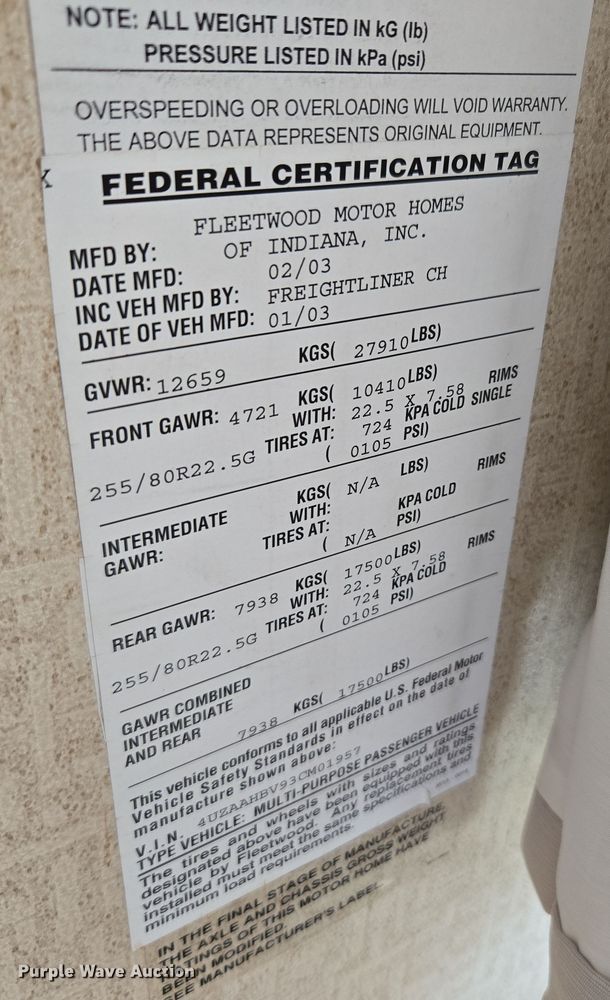 NOTE: ALL WEIGHT LISTED IN kG (lb)
PRESSURE LISTED IN kPa (psi)
OVERSPEEDING OR OVERLOADING WILL VOID WARRANTY.
THE ABOVE DATA REPRESENTS ORIGINAL EQUIPMENT.
X
FEDERAL CERTIFICATION TAG
FLEETWOOD MOTOR HOMES
MFD BY: OF INDIANA, INC.
DATE MFD: 02/03
INC VEH MFD BY: FREIGHTLINER CH
DATE OF VEH MFD: 01/03
GVWR: 12659 KGS( 27910 LBS)
FRONT GAWR: 4721 KGS( 10410 LBS)
WITH: 22.5 X 7.58 RIMS
255/80R22.5G TIRES AT: 724 KPA COLD SINGLE
( 0105 PSI)
INTERMEDIATE KGS( N/A LBS)
GAWR: WITH: RIMS
TIRES AT: KPA COLD
( N/A PSI)
REAR GAWR: 7938 KGS( 17500 LBS)
WITH: 22.5 X 7.58 RIMS
255/80R22.5G TIRES AT: 724 KPA COLD
( 0105 PSI)
GAWR COMBINED
INTERMEDIATE
AND REAR 7938 KGS( 17500 LBS)
This vehicle conforms to all applicable U.S. Federal Motor
Vehicle Safety Standards in effect on the date of
manufacture shown above:
V.I.N. 4UZAAHBV93CM01957
TYPE VEHICLE: MULTI-PURPOSE PASSENGER VEHICLE
The tires and wheels with sizes and ratings
designated above have been equipped with this
vehicle by Fleetwood. Any replacement tires
installed must meet the same specifications and
minimum load requirements.
IN THE FINAL STAGE OF MANUFACTURE,
THE AXLE AND CHASSIS GROSS WEIGHT
RATINGS OF THIS MOTOR HOME HAVE
BEEN MODIFIED.
SEE MANUFACTURER'S LABEL
Purple Wave Auction